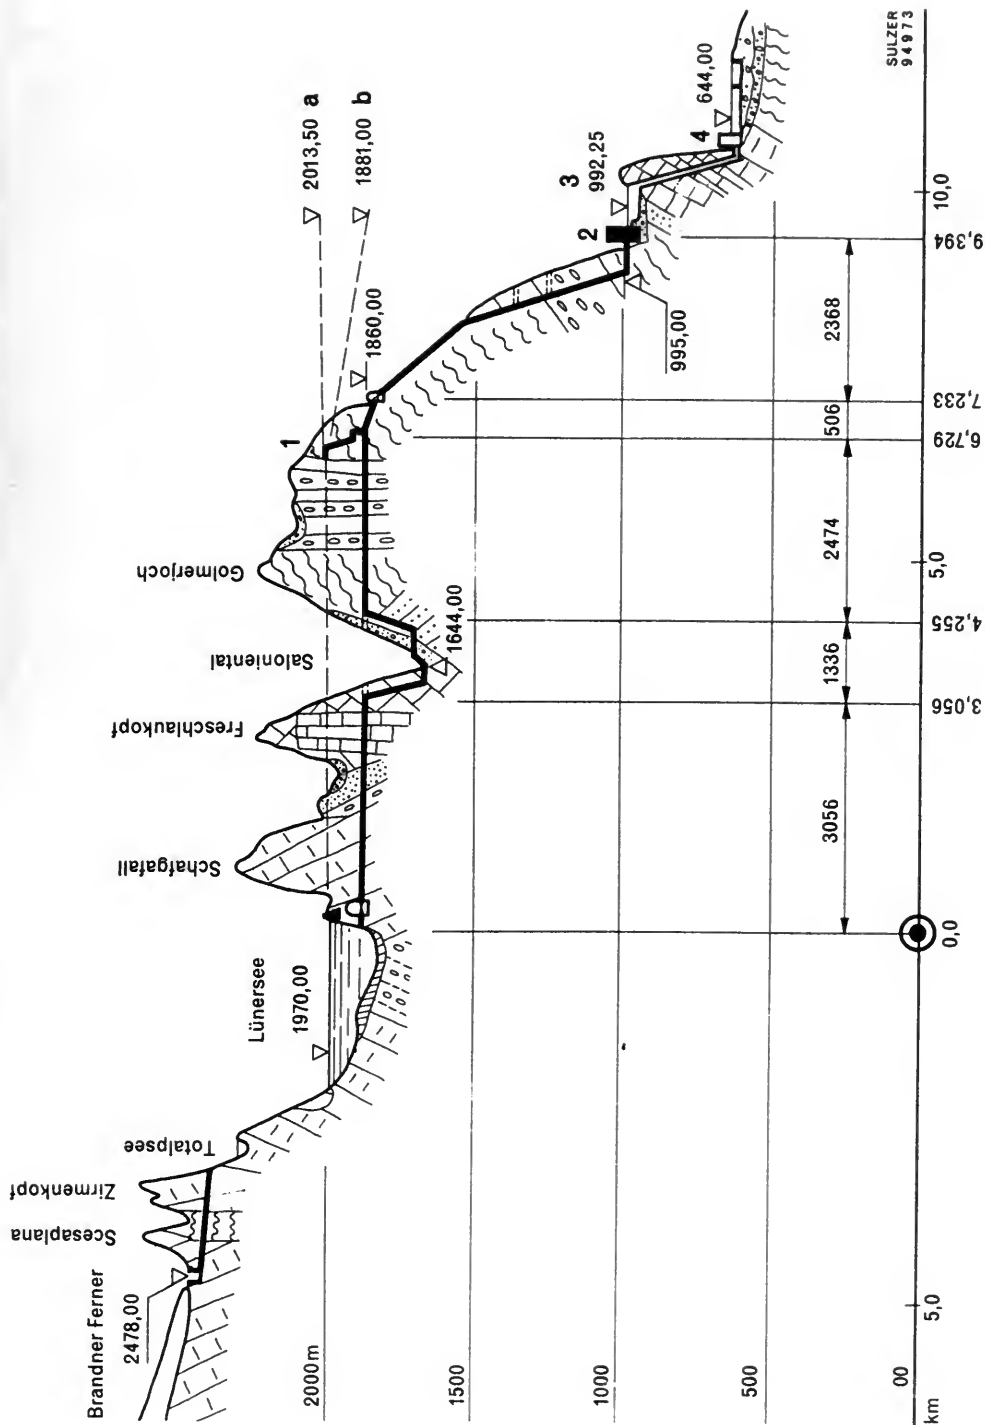 Brandner Ferner
2478,00
Scesaplana
Zirmenkopf
Totalpsee
Lünersee
1970,00
Schafgafall
Freschlaukopf
Saloniental
1644,00
Golmerjoch
1
2013,50 a
1881,00 b
1860,00
995,00
2
3
992,25
4
644,00
2000m
1500
1000
500
00
km
3056
1336
2474
506
2368
5,0
0,0
3,056
4,255
5,0
6,729
7,233
9,394
10,0
SULZER
94973